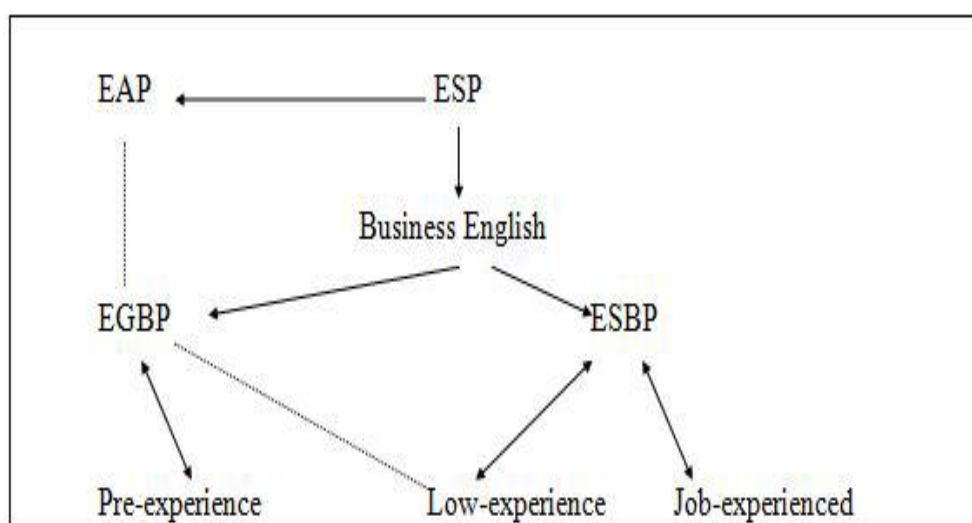 EAP ESP
Business English
EGBP ESBP
Pre-experience Low-experience Job-experienced